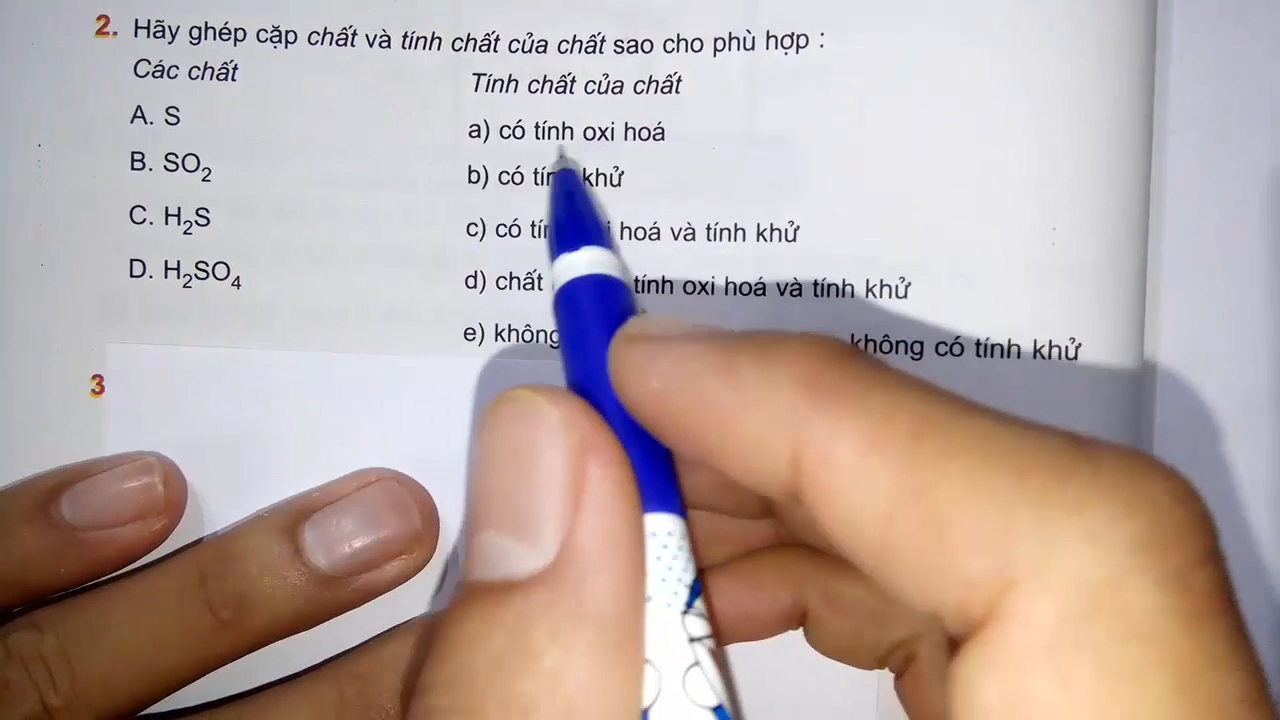 2. Hãy ghép cặp chất và tính chất của chất sao cho phù hợp :
Các chất
Tính chất của chất
A. S
a) có tính oxi hoá
B. SO₂
b) có khử
C. H₂S
c) có hoá và tính khử
D. H₂SO₄
d) chất tính oxi hoá và tính khử
e) không không có tính khử
3